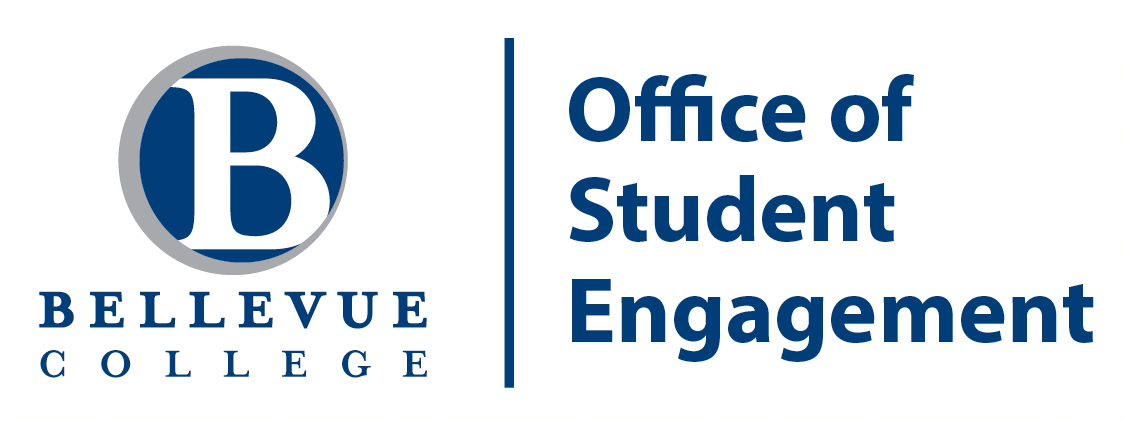 B
BELLEVUE
COLLEGE
Office of
Student
Engagement